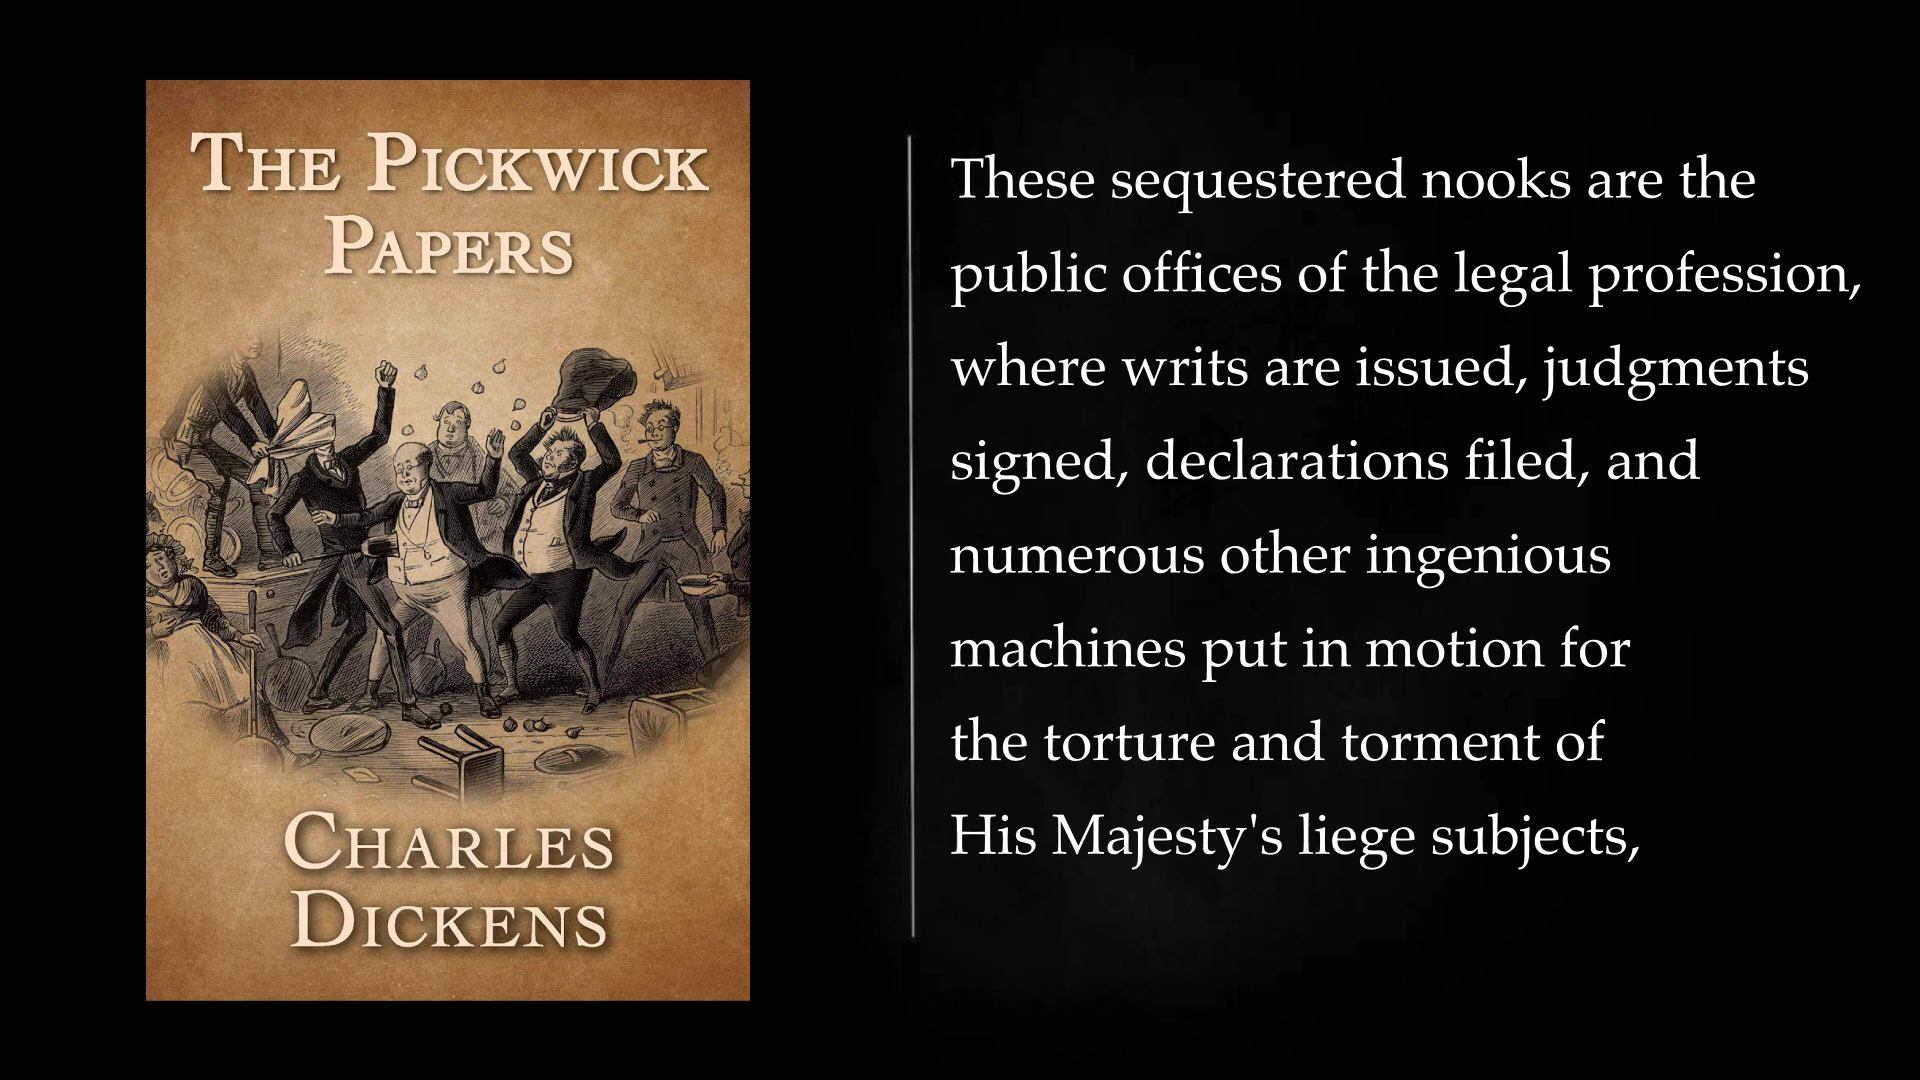 THE PICKWICK
PAPERS
CHARLES
DICKENS
These sequestered nooks are the
public offices of the legal profession,
where writs are issued, judgments
signed, declarations filed, and
numerous other ingenious
machines put in motion for
the torture and torment of
His Majesty's liege subjects,